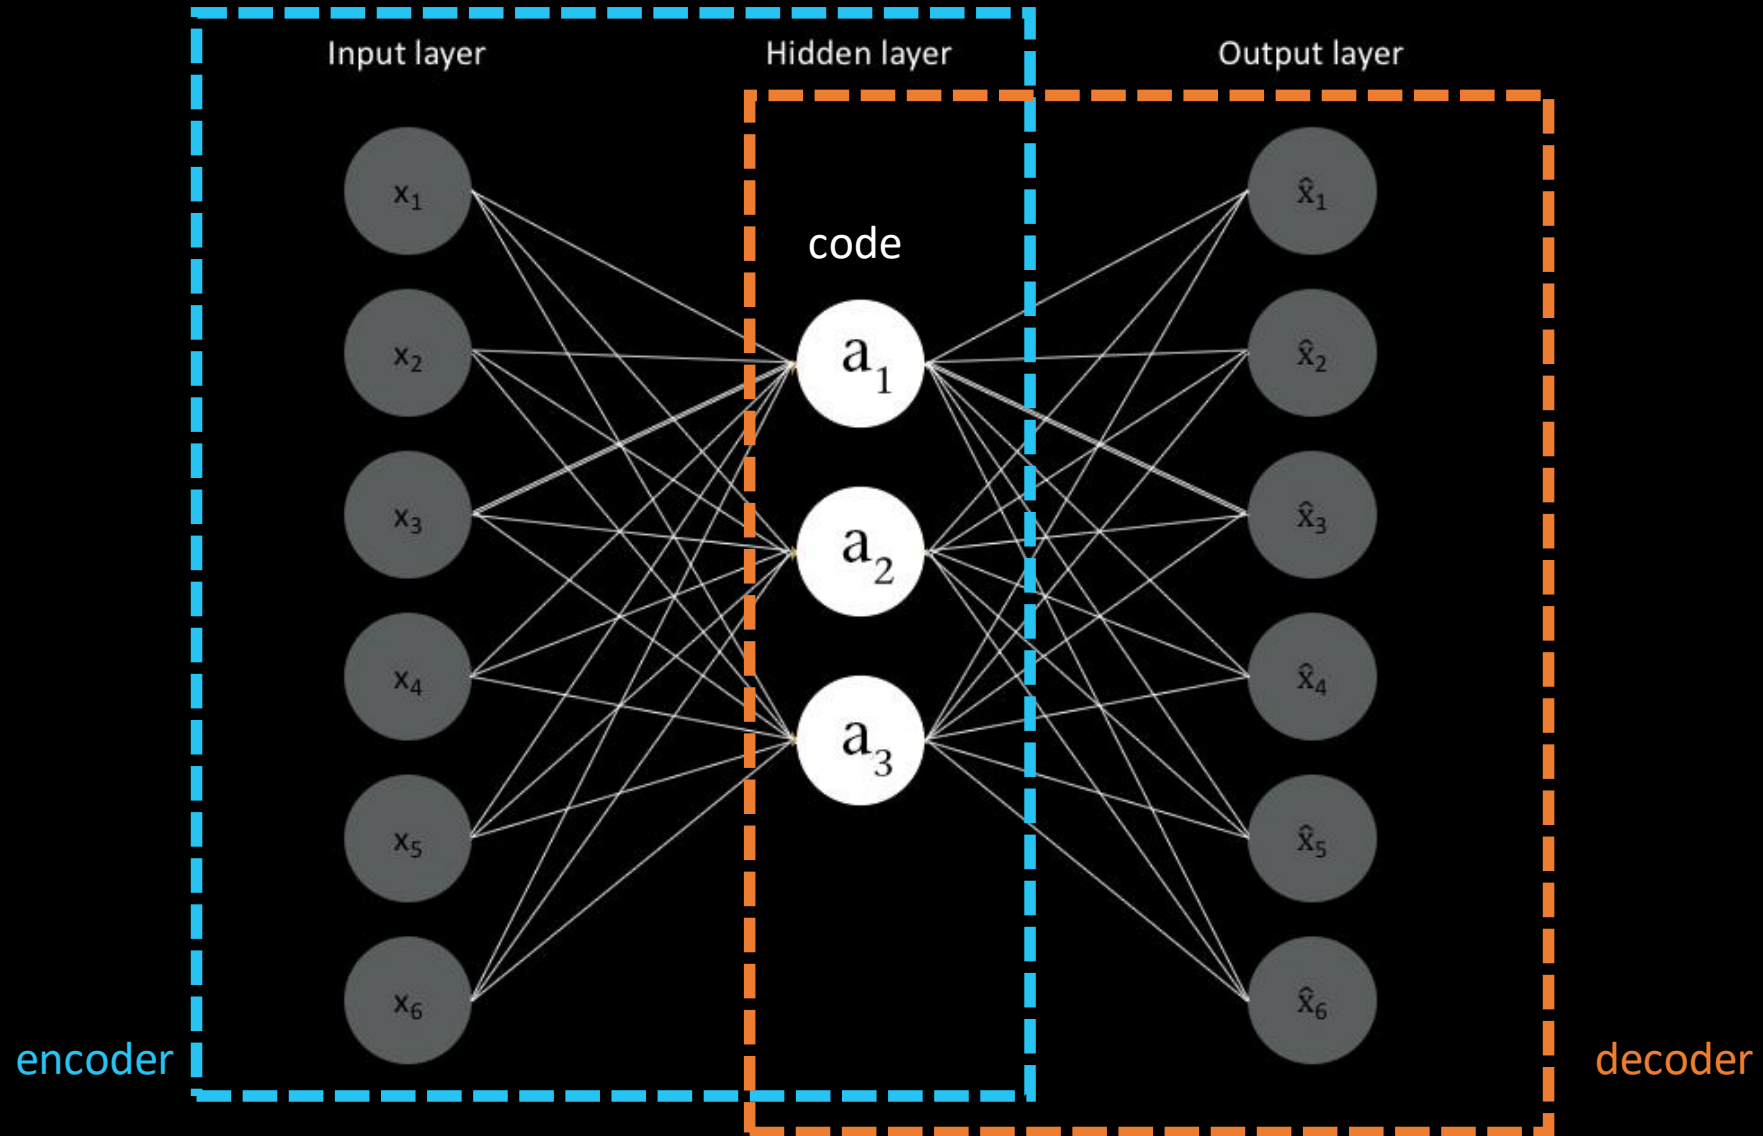 Input layer
Hidden layer
Output layer
code
x₁
x₂
x₃
x₄
x₅
x₆
a₁
a₂
a₃
x̂₁
x̂₂
x̂₃
x̂₄
x̂₅
x̂₆
encoder
decoder